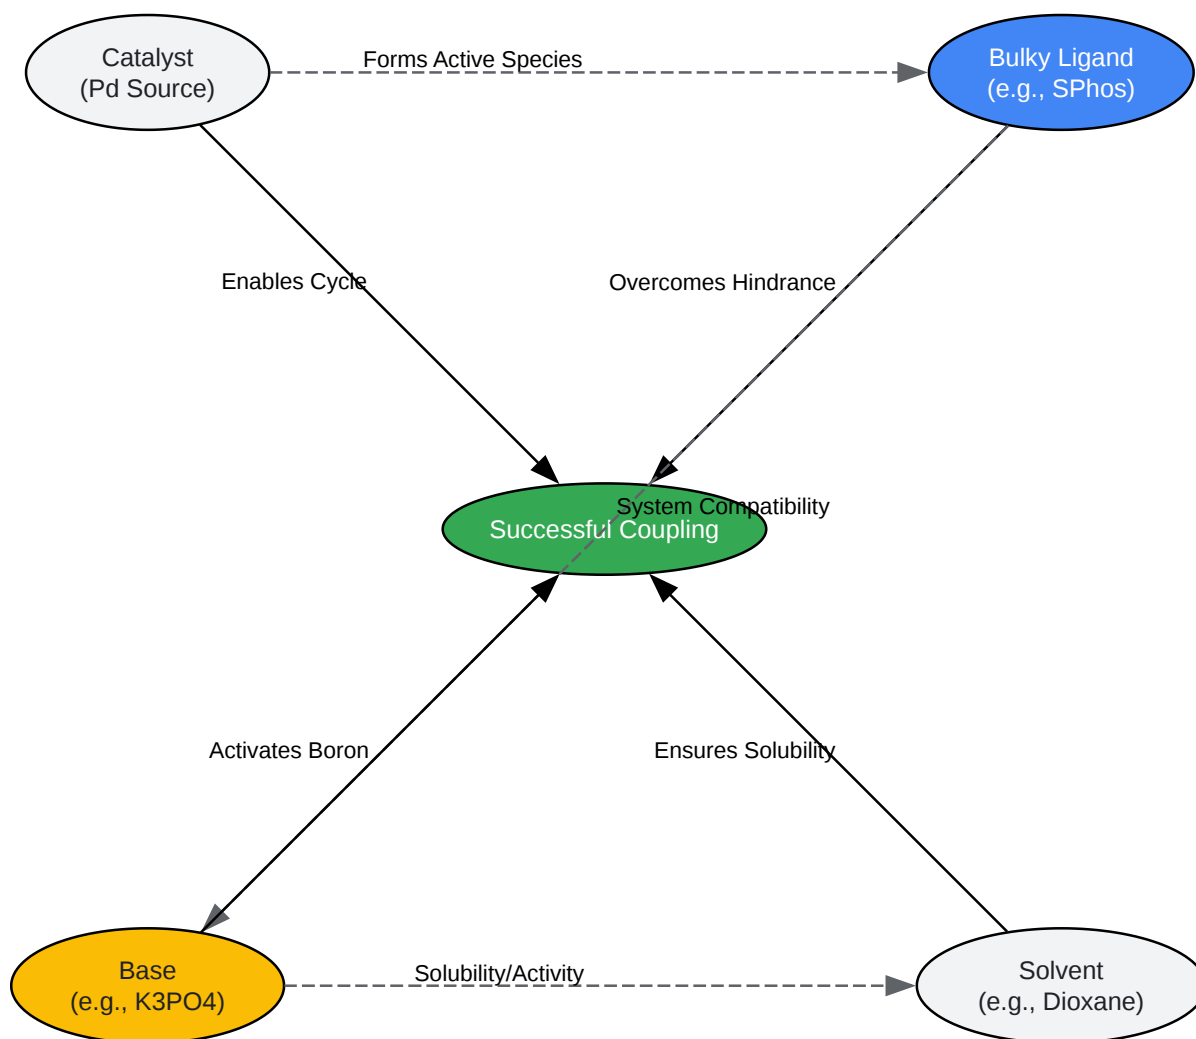 Catalyst
(Pd Source)
Forms Active Species
Bulky Ligand
(e.g., SPhos)
Enables Cycle
Overcomes Hindrance
System Compatibility
Successful Coupling
Activates Boron
Ensures Solubility
Base
(e.g., K3PO4)
Solubility/Activity
Solvent
(e.g., Dioxane)